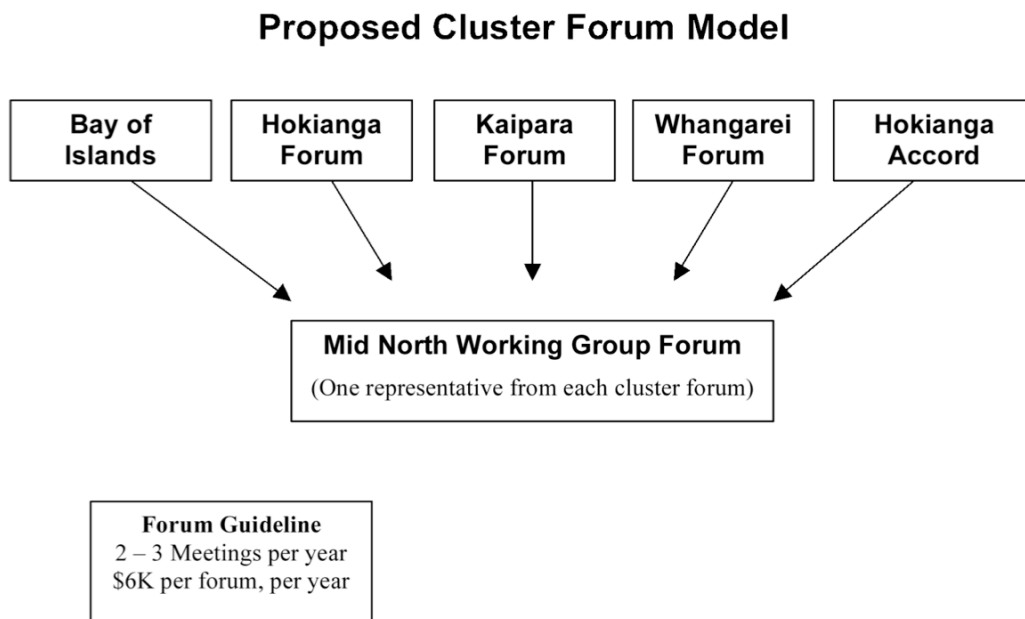 Proposed Cluster Forum Model
Bay of
Islands
Hokianga
Forum
Kaipara
Forum
Whangarei
Forum
Hokianga
Accord
Mid North Working Group Forum
(One representative from each cluster forum)
Forum Guideline
2 – 3 Meetings per year
$6K per forum, per year